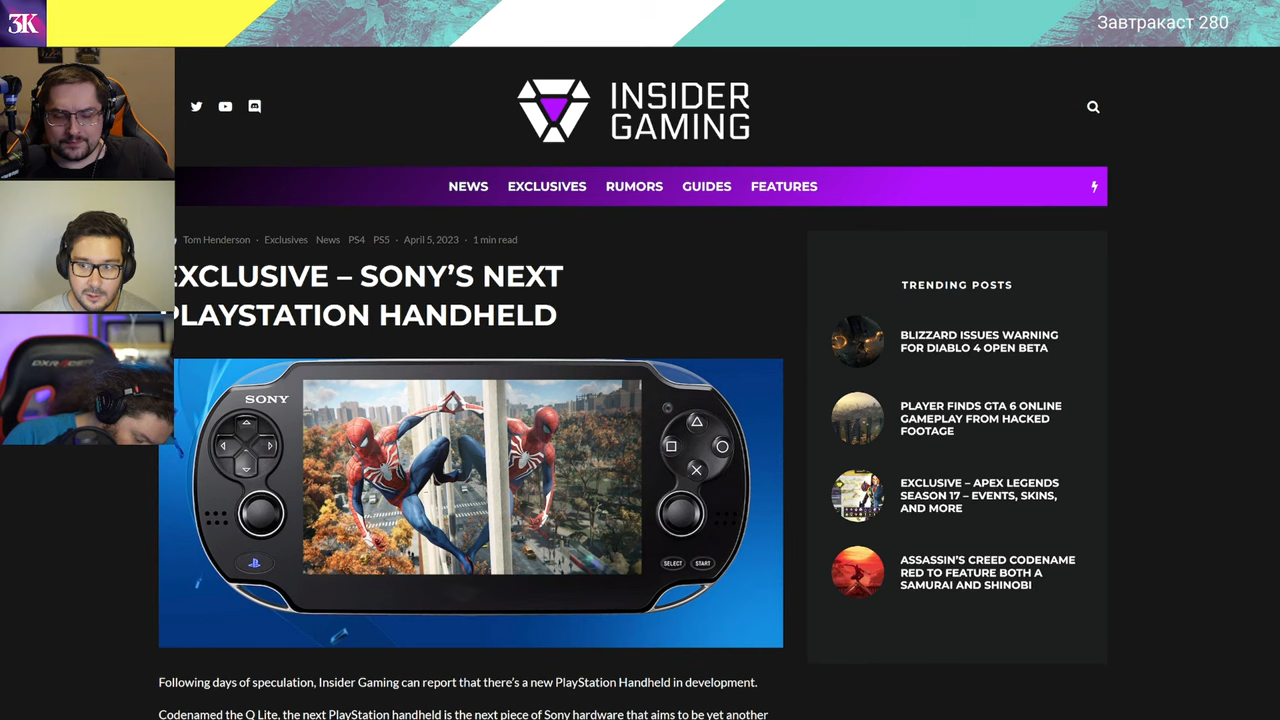 3K
Завтракаст 280
INSIDER
GAMING
NEWS EXCLUSIVES RUMORS GUIDES FEATURES
Tom Henderson · Exclusives News PS4 PS5 · April 5, 2023 · 1 min read
EXCLUSIVE – SONY'S NEXT
PLAYSTATION HANDHELD
SONY
SELECT START
Following days of speculation, Insider Gaming can report that there's a new PlayStation Handheld in development.
Codenamed the Q Lite, the next PlayStation handheld is the next piece of Sony hardware that aims to be yet another
TRENDING POSTS
BLIZZARD ISSUES WARNING
FOR DIABLO 4 OPEN BETA
PLAYER FINDS GTA 6 ONLINE
GAMEPLAY FROM HACKED
FOOTAGE
EXCLUSIVE – APEX LEGENDS
SEASON 17 – EVENTS, SKINS,
AND MORE
ASSASSIN'S CREED CODENAME
RED TO FEATURE BOTH A
SAMURAI AND SHINOBI